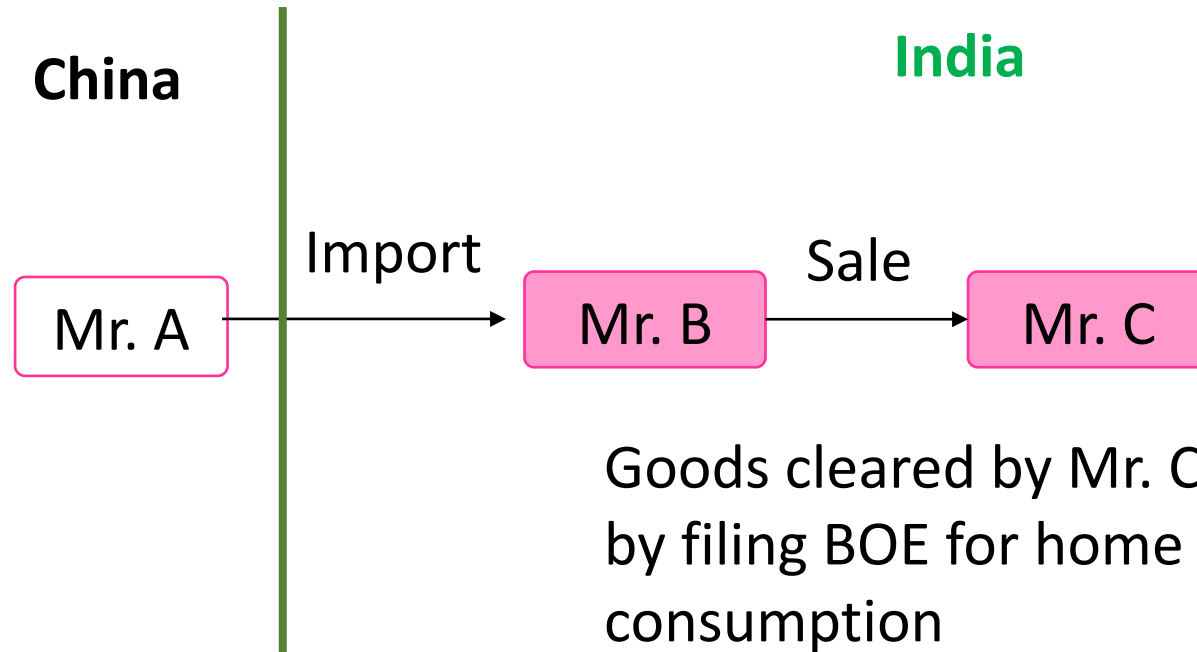 China
India
Import
Sale
Mr. A
Mr. B
Mr. C
Goods cleared by Mr. C
by filing BOE for home
consumption